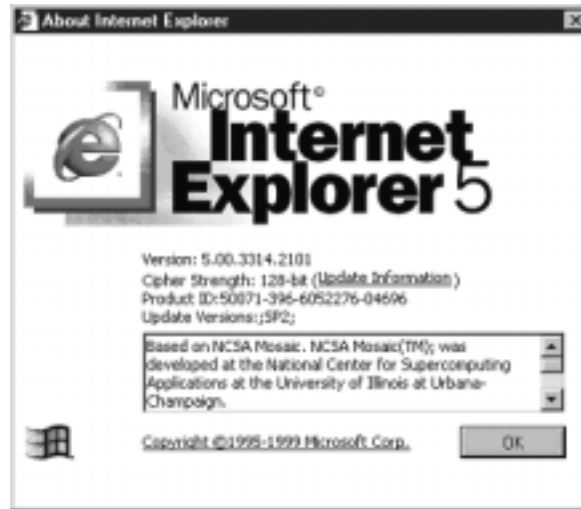 About Internet Explorer
Microsoft®
Internet
Explorer 5
Version: 5.00.3314.2101
Cipher Strength: 128-bit (Update Information)
Product ID:50071-396-6052276-04696
Update Versions:;SP2;
Based on NCSA Mosaic. NCSA Mosaic(TM); was
developed at the National Center for Supercomputing
Applications at the University of Illinois at Urbana-
Champaign.
Copyright ©1995-1999 Microsoft Corp.
OK